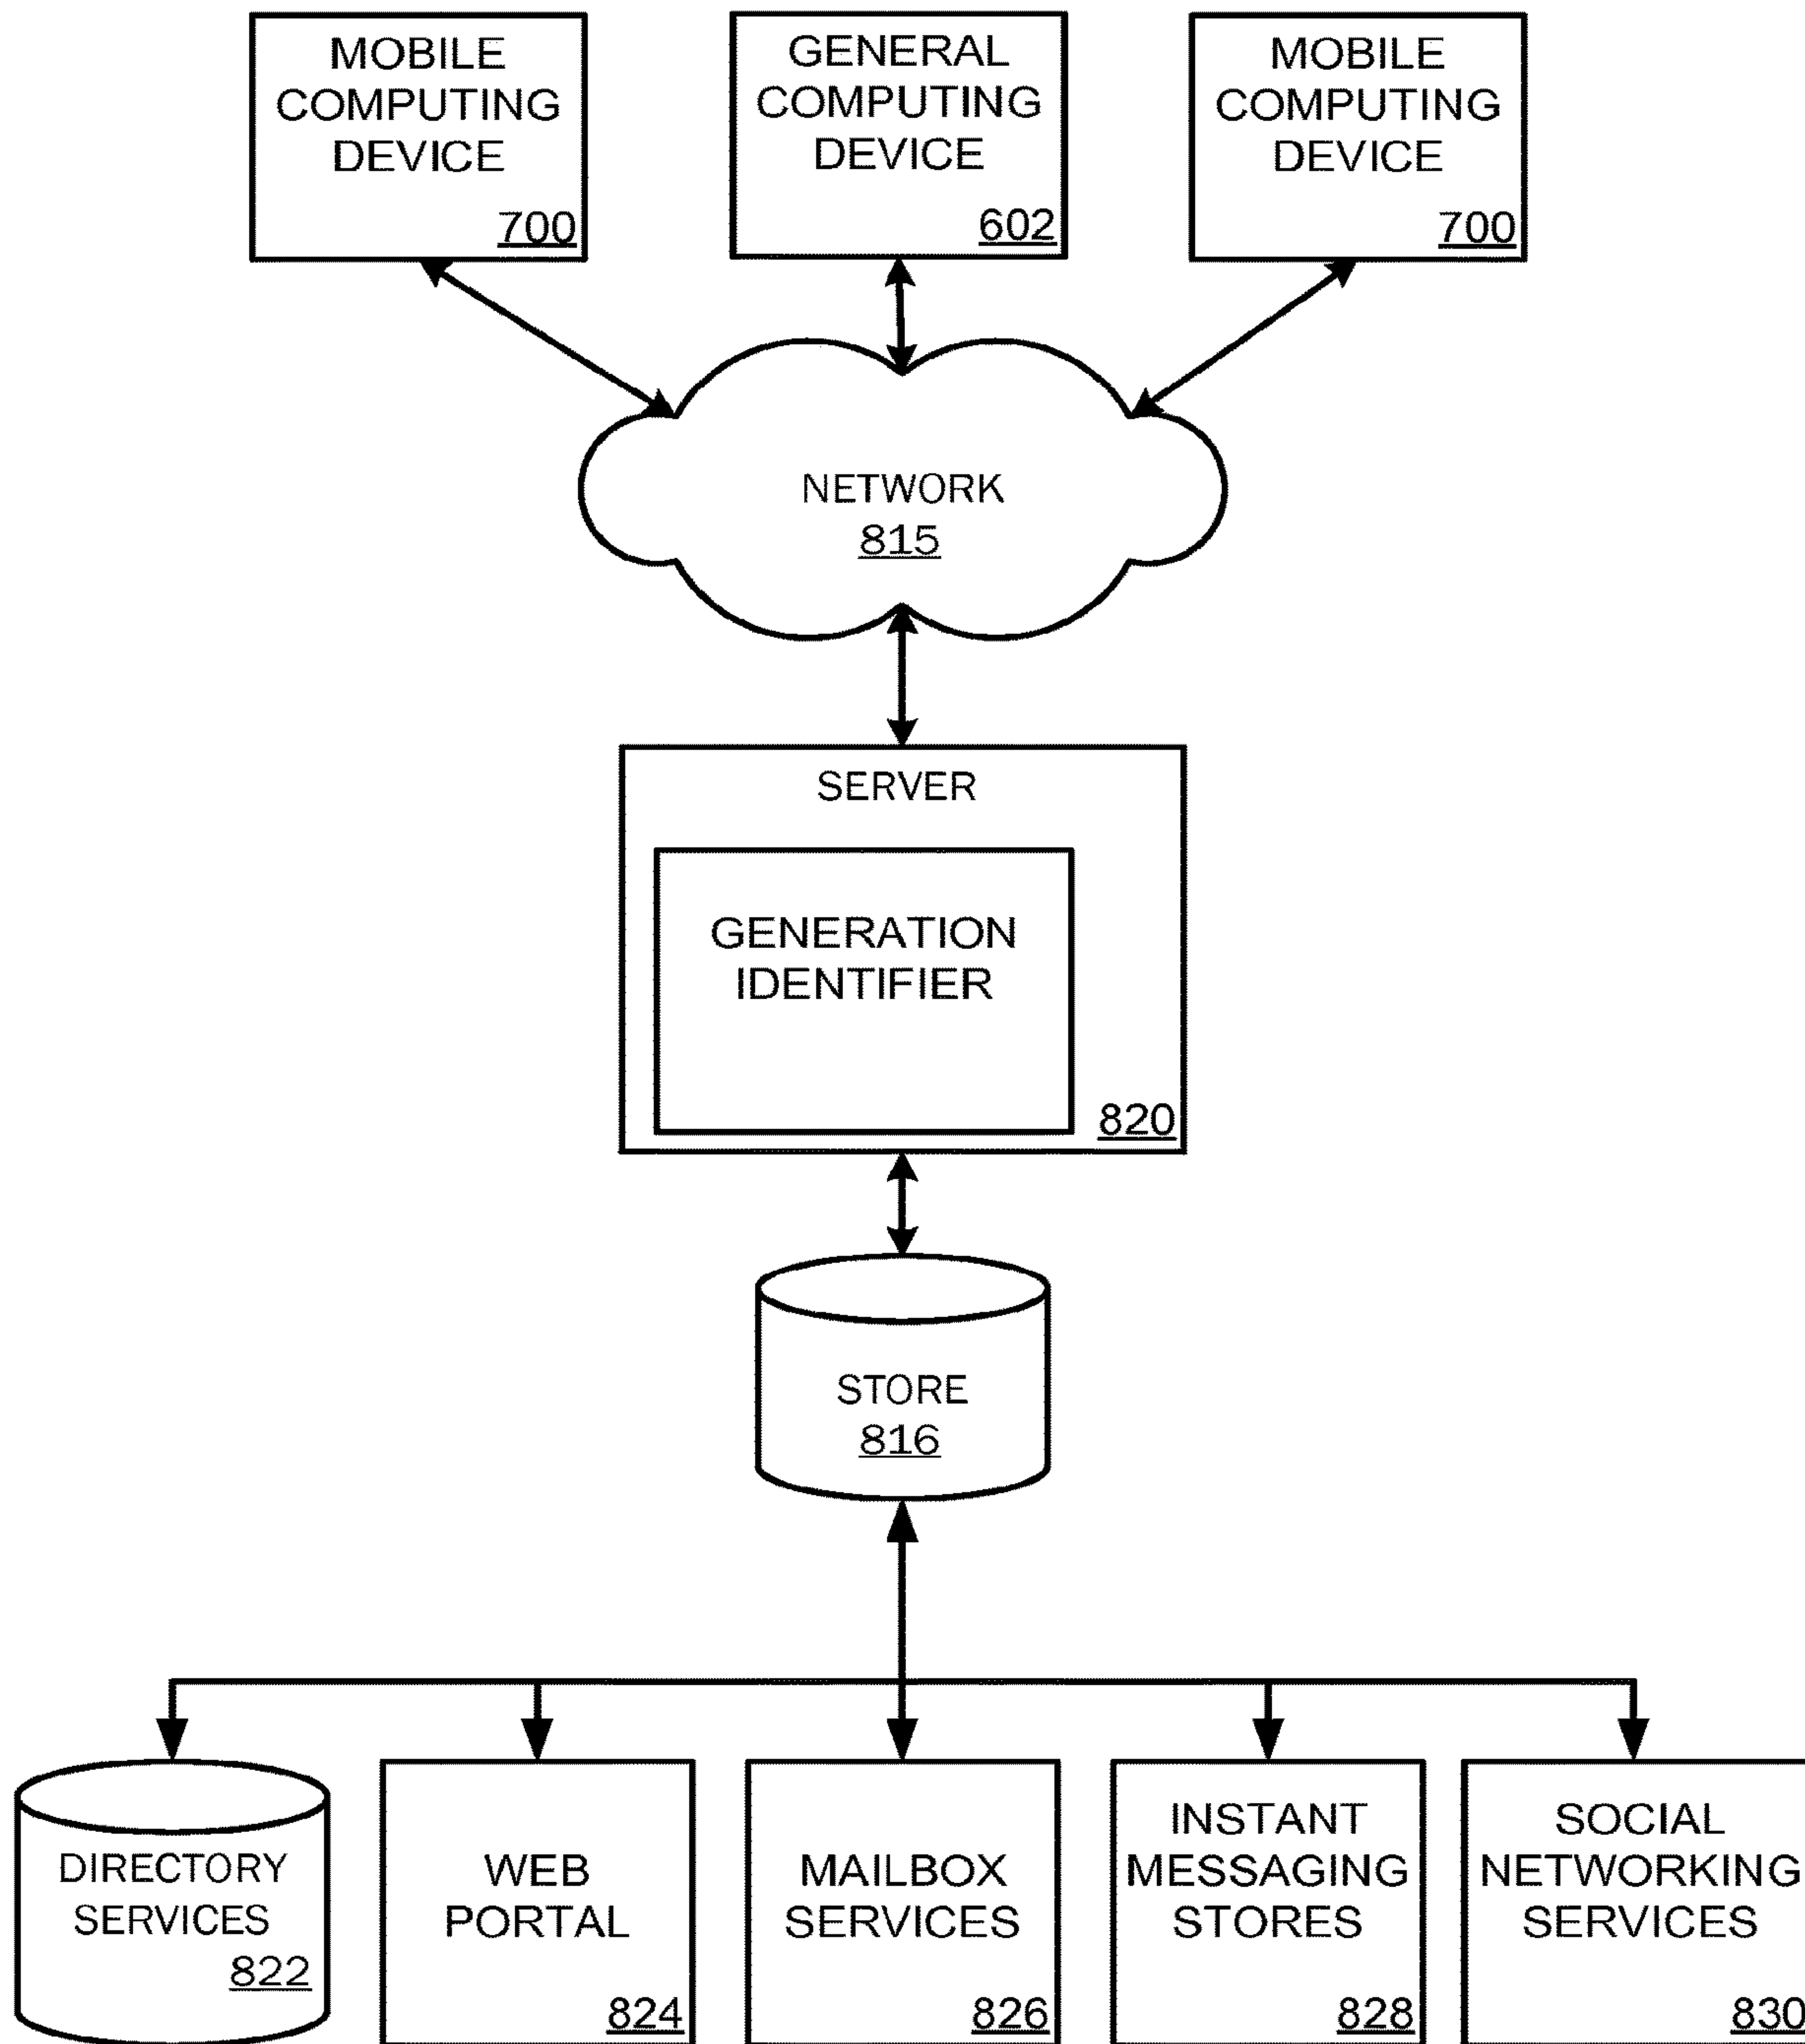 MOBILE
COMPUTING
DEVICE
700
GENERAL
COMPUTING
DEVICE
602
MOBILE
COMPUTING
DEVICE
700
NETWORK
815
SERVER
GENERATION
IDENTIFIER
820
STORE
816
DIRECTORY
SERVICES
822
WEB
PORTAL
824
MAILBOX
SERVICES
826
INSTANT
MESSAGING
STORES
828
SOCIAL
NETWORKING
SERVICES
830